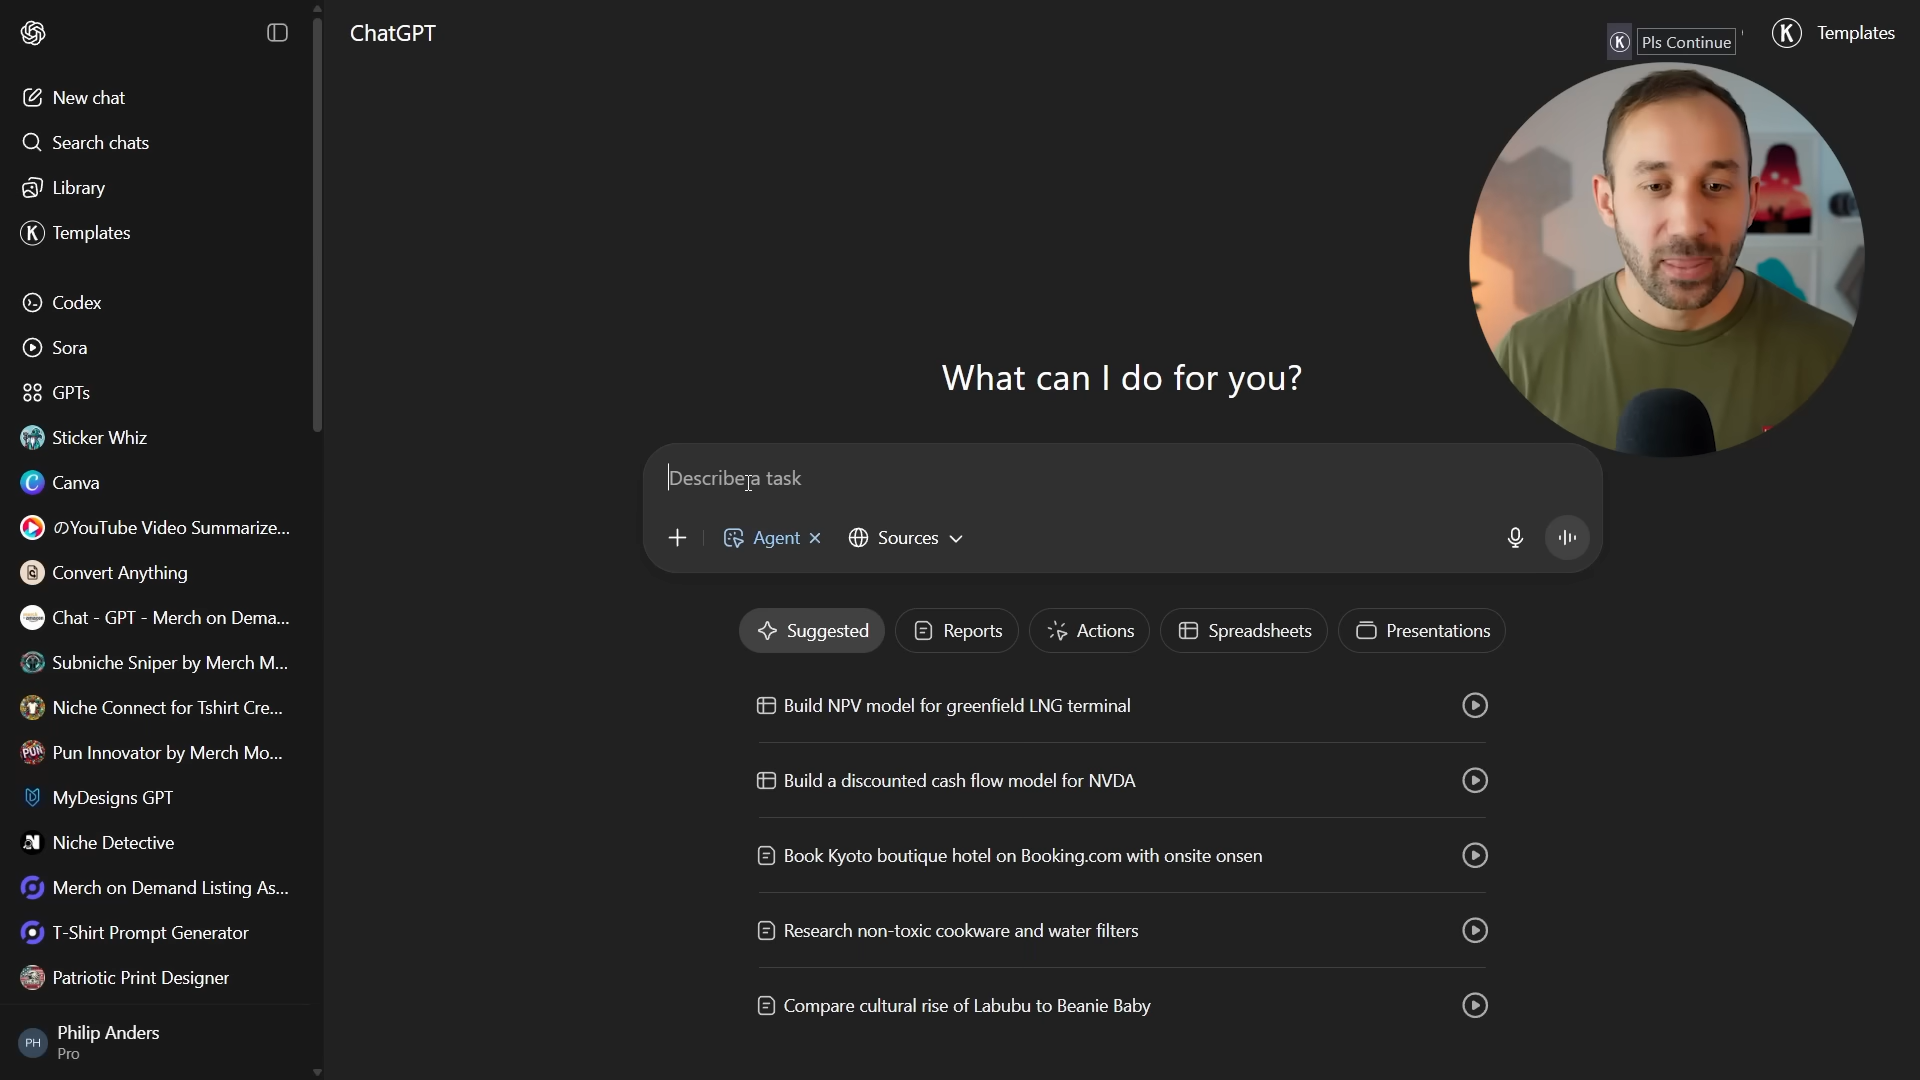 ChatGPT
K Pls Continue
K Templates
New chat
Search chats
Library
K Templates
Codex
Sora
GPTs
Sticker Whiz
C Canva
のYouTube Video Summarize...
Convert Anything
Chat - GPT - Merch on Dema...
Subniche Sniper by Merch M...
Niche Connect for Tshirt Cre...
PUN Pun Innovator by Merch Mo...
MyDesigns GPT
Niche Detective
Merch on Demand Listing As...
T-Shirt Prompt Generator
Patriotic Print Designer
PH Philip Anders
Pro
What can I do for you?
Describe a task
Agent
Sources
Suggested
Reports
Actions
Spreadsheets
Presentations
Build NPV model for greenfield LNG terminal
Build a discounted cash flow model for NVDA
Book Kyoto boutique hotel on Booking.com with onsite onsen
Research non-toxic cookware and water filters
Compare cultural rise of Labubu to Beanie Baby